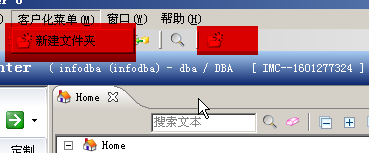 客户化菜单(M) 窗口(W) 帮助(H)
新建文件夹
nter ( infodba (infodba) - dba / DBA [ IMC--1601277324 ]
Home
搜索文本
Home
定制